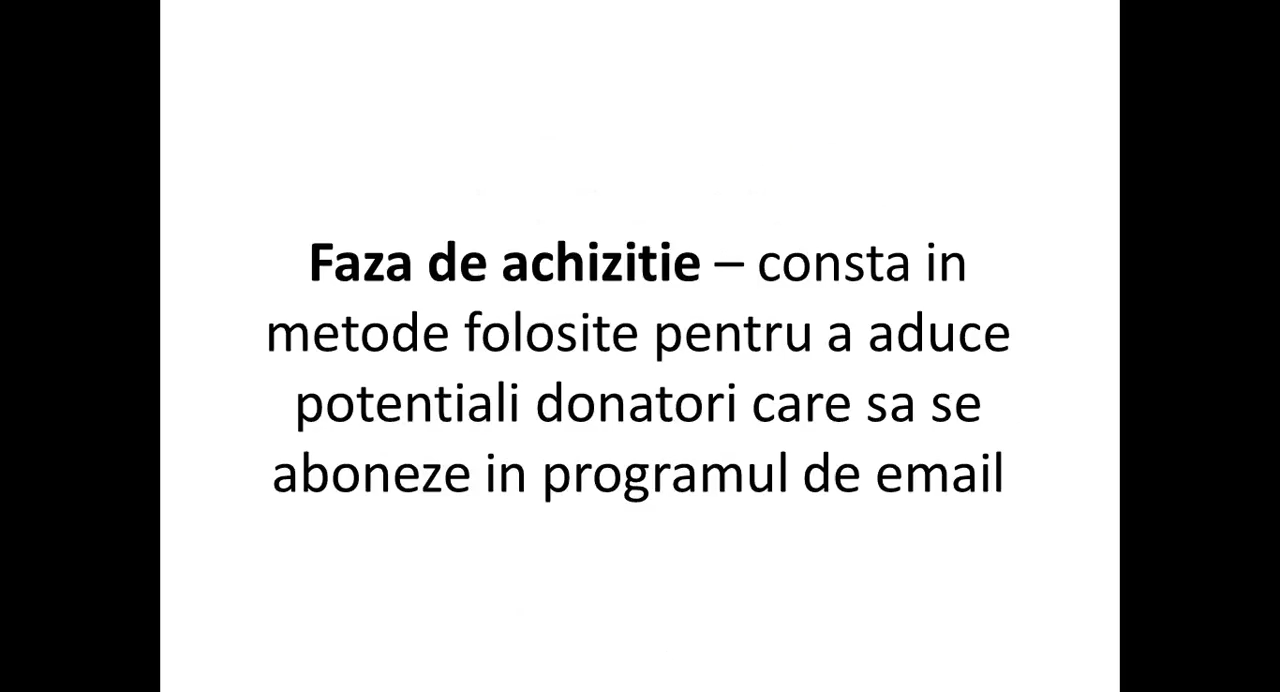 Faza de achizitie – consta in
metode folosite pentru a aduce
potentiali donatori care sa se
aboneze in programul de email